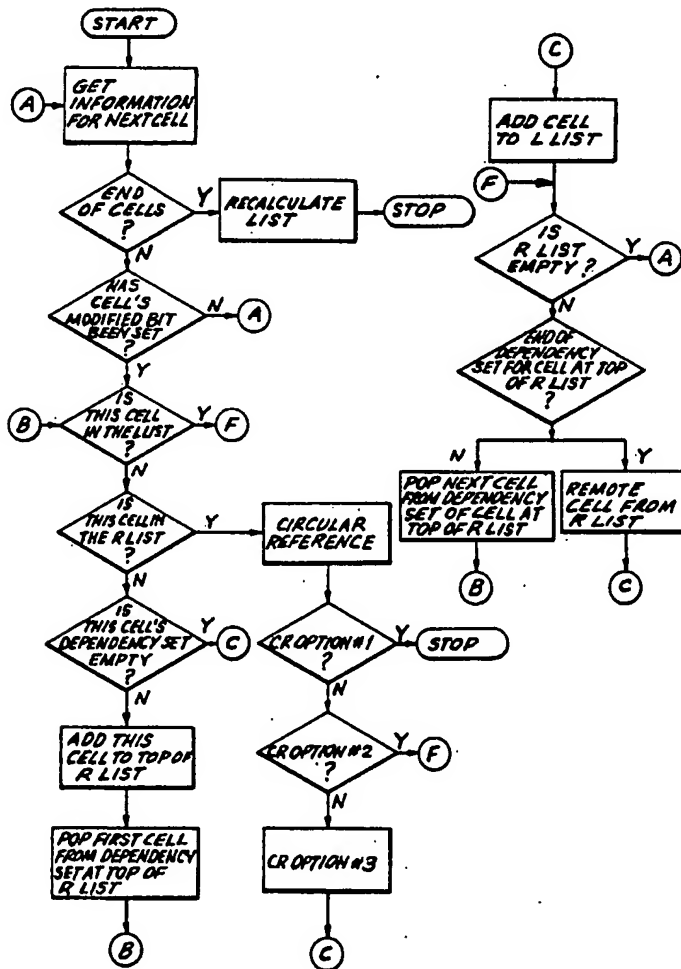 START
A
GET
INFORMATION
FOR NEXT CELL
END
OF CELLS
?
Y
N
RECALCULATE
LIST
STOP
HAS
CELL'S
MODIFIED BIT
BEEN SET
?
N
A
Y
B
IS
THIS CELL
IN THE LLIST
?
Y
F
N
IS
THIS CELL IN
THE R LIST
?
Y
N
CIRCULAR
REFERENCE
IS
THIS CELL'S
DEPENDENCY SET
EMPTY
?
Y
C
N
CR OPTION #1
?
Y
STOP
N
ADD THIS
CELL TO TOP OF
R LIST
CR OPTION #2
?
Y
F
N
POP FIRST CELL
FROM DEPENDENCY
SET AT TOP OF
R LIST
B
CR OPTION #3
C
C
ADD CELL
TO L LIST
F
IS
R LIST
EMPTY ?
Y
A
N
END OF
DEPENDENCY
SET FOR CELL AT TOP
OF R LIST
?
N
Y
POP NEXT CELL
FROM DEPENDENCY
SET OF CELL AT
TOP OF R LIST
B
REMOTE
CELL FROM
R LIST
C